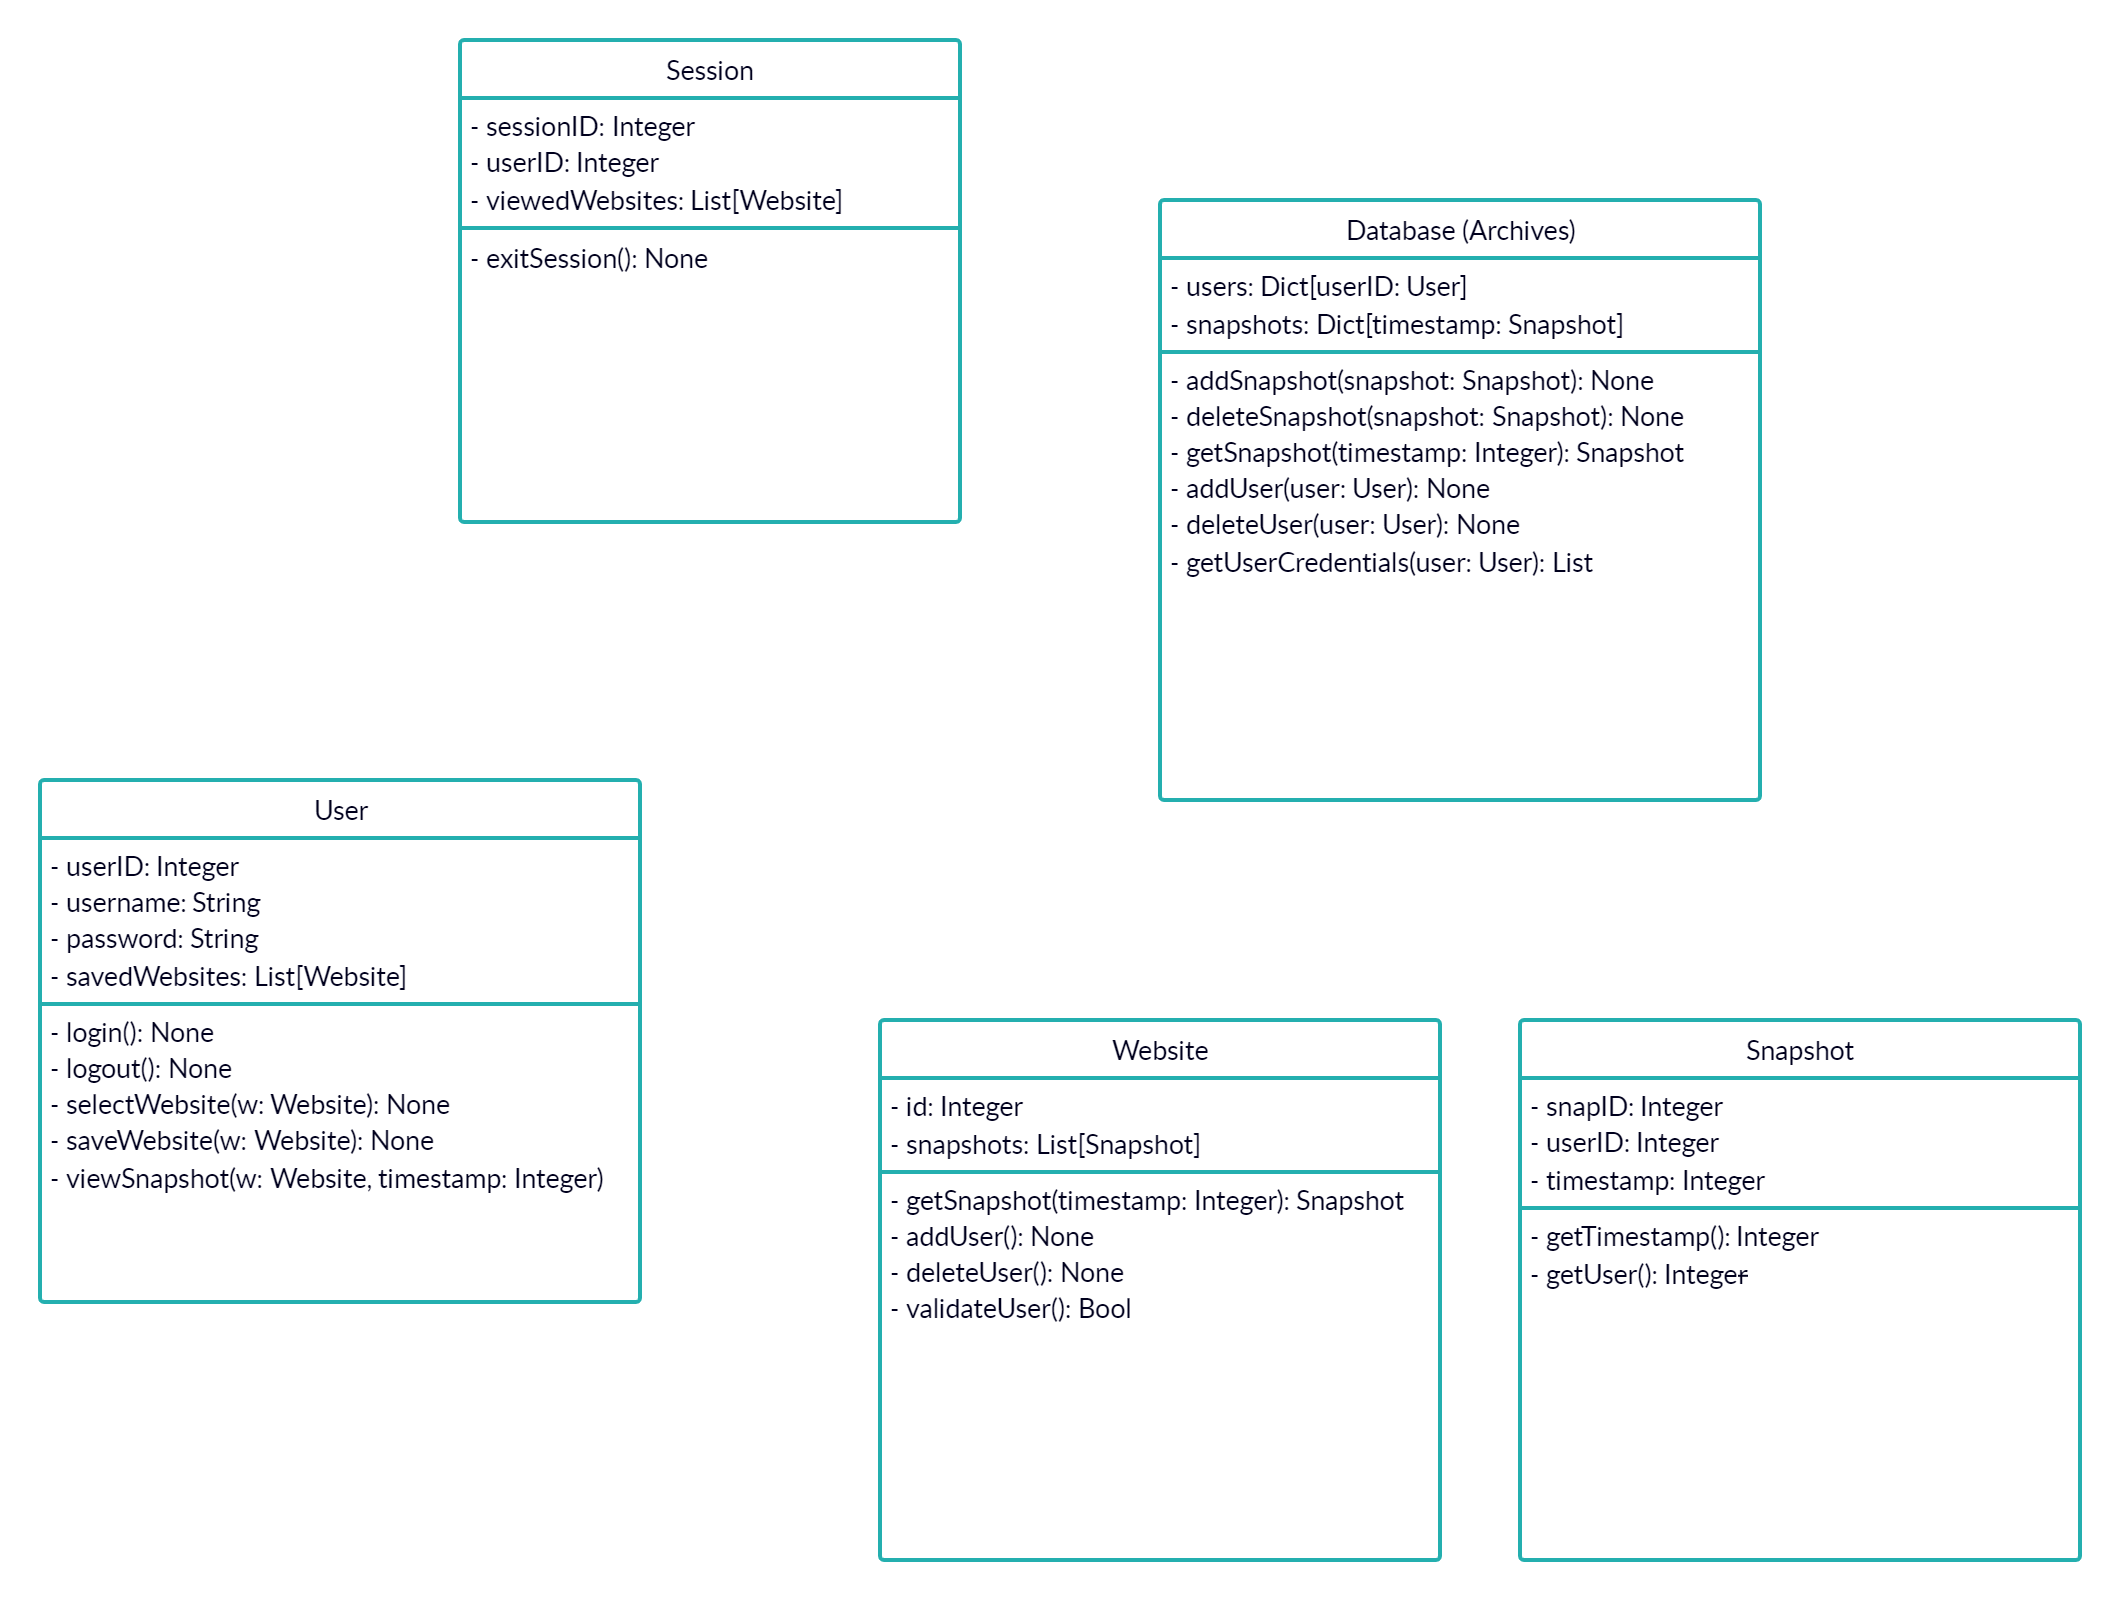 Session
- sessionID: Integer
- userID: Integer
- viewedWebsites: List[Website]
- exitSession(): None
Database (Archives)
- users: Dict[userID: User]
- snapshots: Dict[timestamp: Snapshot]
- addSnapshot(snapshot: Snapshot): None
- deleteSnapshot(snapshot: Snapshot): None
- getSnapshot(timestamp: Integer): Snapshot
- addUser(user: User): None
- deleteUser(user: User): None
- getUserCredentials(user: User): List
User
- userID: Integer
- username: String
- password: String
- savedWebsites: List[Website]
- login(): None
- logout(): None
- selectWebsite(w: Website): None
- saveWebsite(w: Website): None
- viewSnapshot(w: Website, timestamp: Integer)
Website
- id: Integer
- snapshots: List[Snapshot]
- getSnapshot(timestamp: Integer): Snapshot
- addUser(): None
- deleteUser(): None
- validateUser(): Bool
Snapshot
- snapID: Integer
- userID: Integer
- timestamp: Integer
- getTimestamp(): Integer
- getUser(): Integer